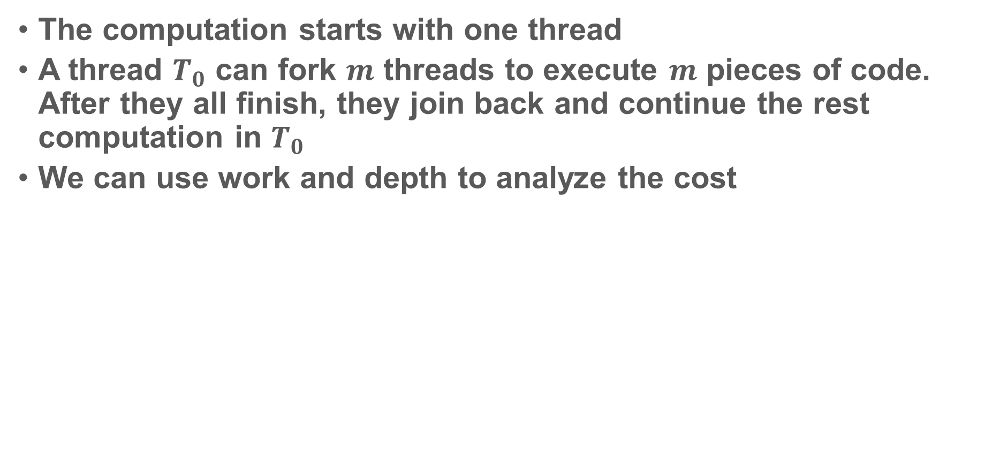 • The computation starts with one thread
• A thread T₀ can fork m threads to execute m pieces of code.
After they all finish, they join back and continue the rest
computation in T₀
• We can use work and depth to analyze the cost